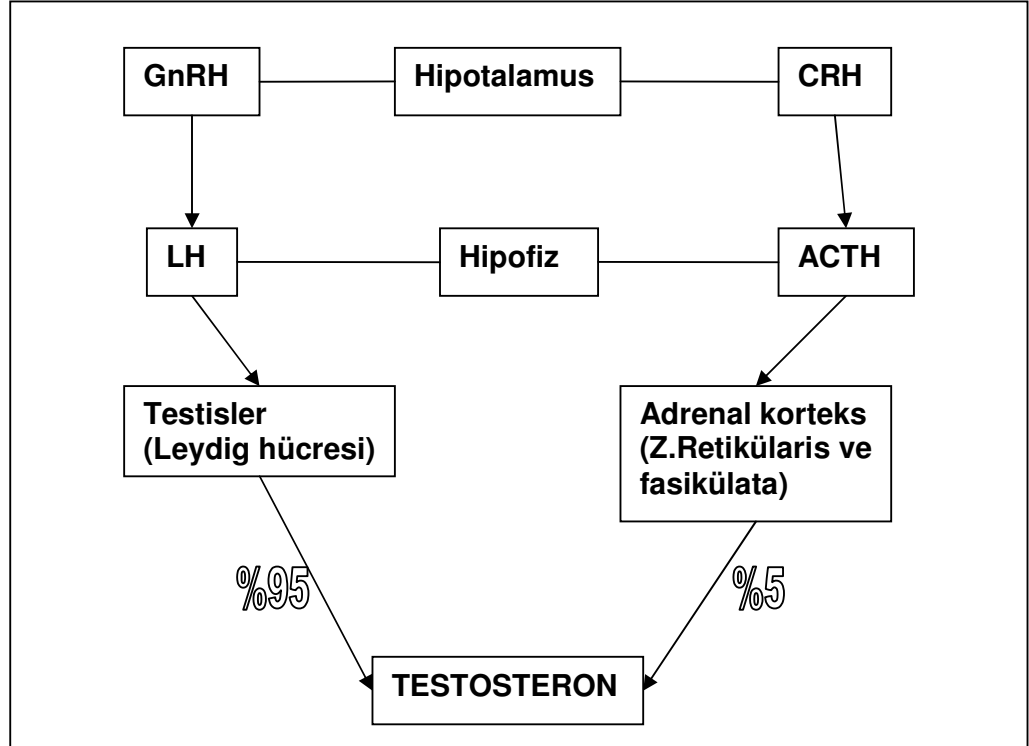 GnRH
Hipotalamus
CRH
LH
Hipofiz
ACTH
Testisler
(Leydig hücresi)
Adrenal korteks
(Z.Retikülaris ve
fasikülata)
%95
%5
TESTOSTERON